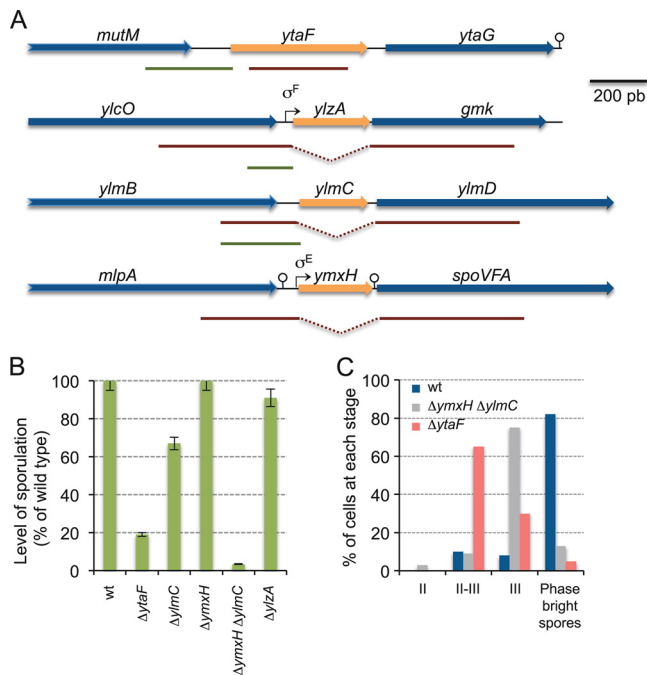 A
mutM ytaF ytaG
200 pb
σF
ylcO ylzA gmk
ylmB ylmC ylmD
σE
mlpA ymxH spoVFA
B
Level of sporulation
(% of wild type)
100
80
60
40
20
0
wt
ΔytaF
ΔylmC
ΔymxH
ΔymxH ΔylmC
ΔylzA
C
% of cells at each stage
100
80
60
40
20
0
wt
ΔymxH ΔylmC
ΔytaF
II II-III III Phase
bright
spores